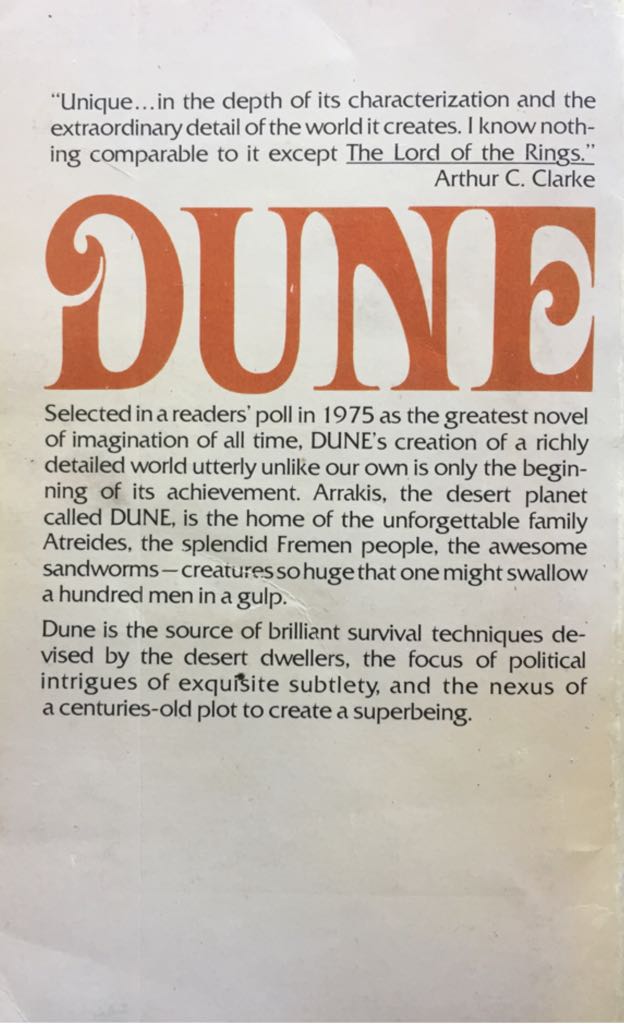 “Unique...in the depth of its characterization and the
extraordinary detail of the world it creates. I know noth-
ing comparable to it except The Lord of the Rings.”
Arthur C. Clarke
DUNE
Selected in a readers’ poll in 1975 as the greatest novel
of imagination of all time, DUNE’s creation of a richly
detailed world utterly unlike our own is only the begin-
ning of its achievement. Arrakis, the desert planet
called DUNE, is the home of the unforgettable family
Atreides, the splendid Fremen people, the awesome
sandworms—creatures so huge that one might swallow
a hundred men in a gulp.
Dune is the source of brilliant survival techniques de-
vised by the desert dwellers, the focus of political
intrigues of exquisite subtlety, and the nexus of
a centuries-old plot to create a superbeing.